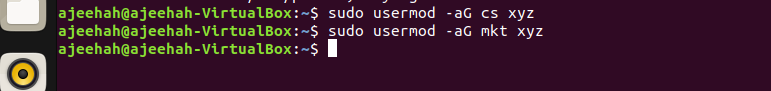 ajeehah@ajeehah-VirtualBox:~$ sudo usermod -aG cs xyz
ajeehah@ajeehah-VirtualBox:~$ sudo usermod -aG mkt xyz
ajeehah@ajeehah-VirtualBox:~$